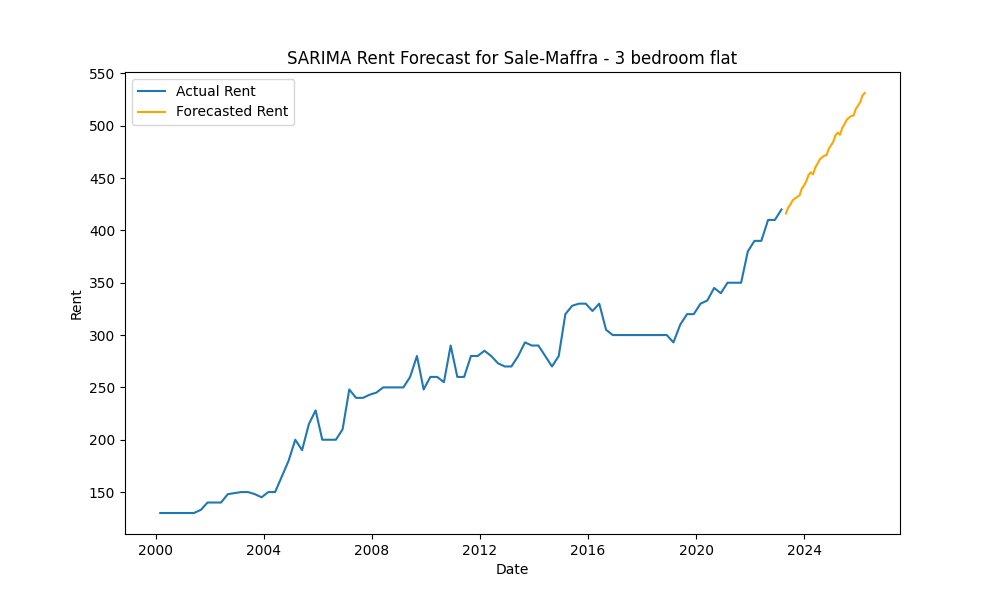 SARIMA Rent Forecast for Sale-Maffra - 3 bedroom flat
Actual Rent
Forecasted Rent
Rent
550
500
450
400
350
300
250
200
150
2000 2004 2008 2012 2016 2020 2024
Date